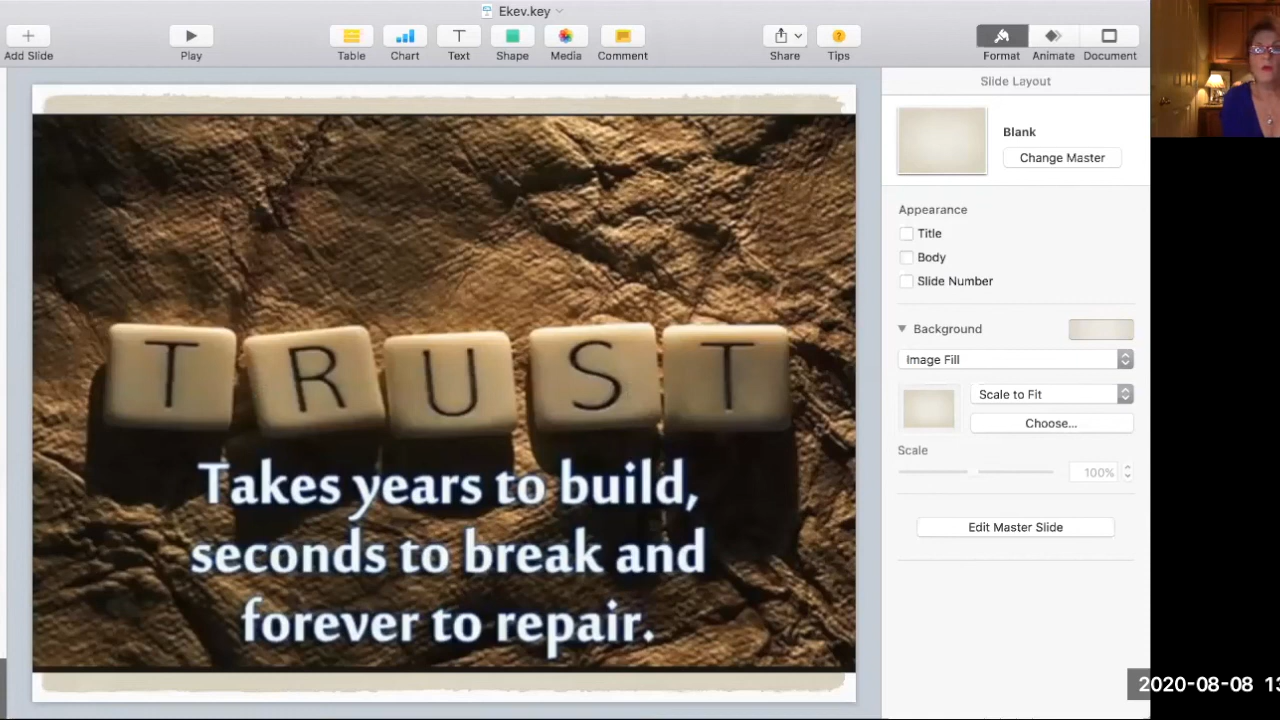 Ekev.key
Add Slide
Play
Table
Chart
Text
Shape
Media
Comment
Share
Tips
Format
Animate
Document
Slide Layout
Blank
Change Master
Appearance
Title
Body
Slide Number
Background
Image Fill
Scale to Fit
Choose...
Scale
100%
Edit Master Slide
TRUST
Takes years to build,
seconds to break and
forever to repair.
2020-08-08 13